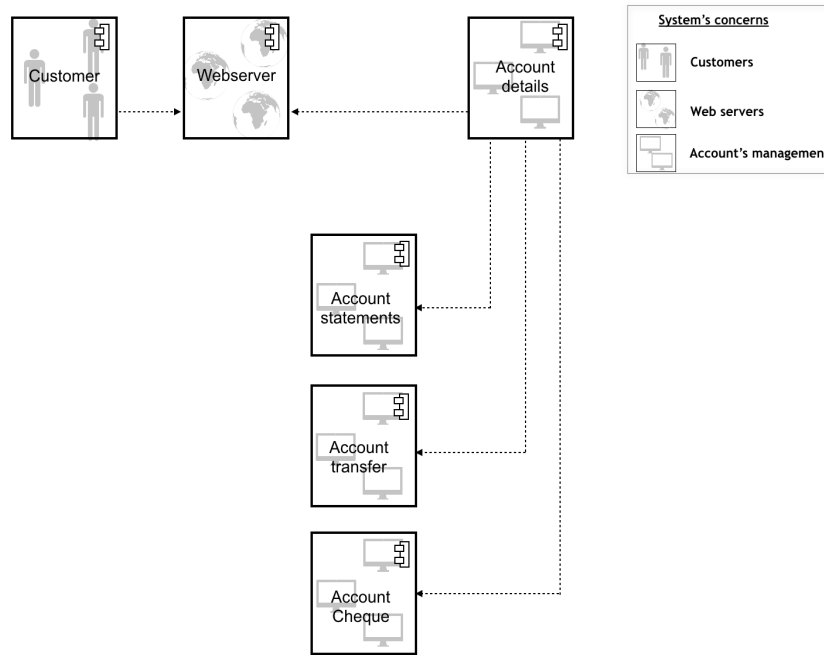 Customer
Webserver
Account
details
System's concerns
Customers
Web servers
Account's managemen
Account
statements
Account
transfer
Account
Cheque